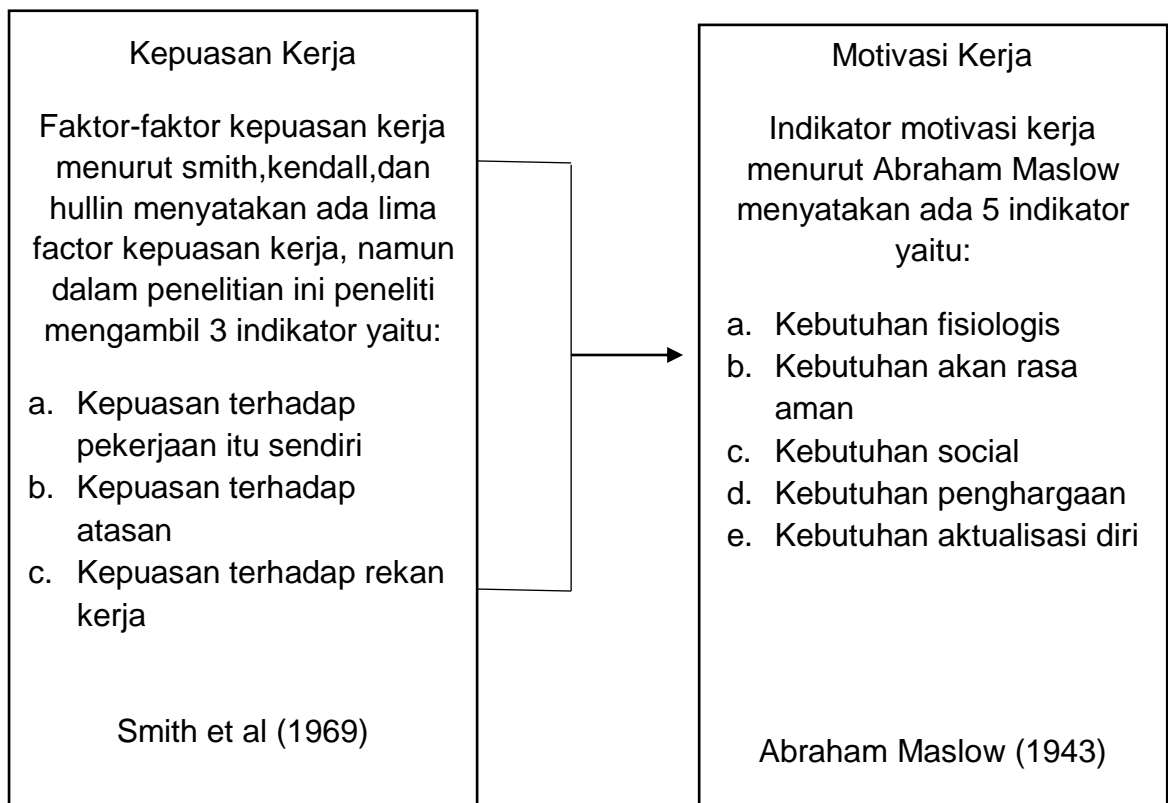 Kepuasan Kerja
Faktor-faktor kepuasan kerja
menurut smith,kendall,dan
hullin menyatakan ada lima
factor kepuasan kerja, namun
dalam penelitian ini peneliti
mengambil 3 indikator yaitu:
a. Kepuasan terhadap
pekerjaan itu sendiri
b. Kepuasan terhadap
atasan
c. Kepuasan terhadap rekan
kerja
Smith et al (1969)
Motivasi Kerja
Indikator motivasi kerja
menurut Abraham Maslow
menyatakan ada 5 indikator
yaitu:
a. Kebutuhan fisiologis
b. Kebutuhan akan rasa
aman
c. Kebutuhan social
d. Kebutuhan penghargaan
e. Kebutuhan aktualisasi diri
Abraham Maslow (1943)